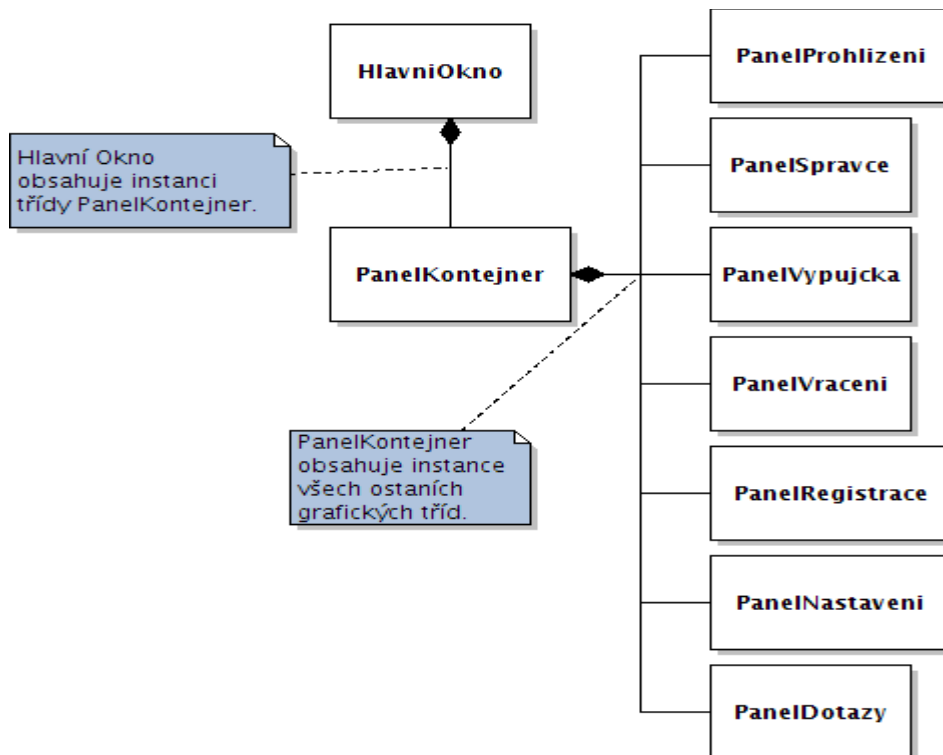 HlavniOkno
PanelProhlizeni
Hlavní Okno
obsahuje instanci
třídy PanelKontejner.
PanelSpravce
PanelKontejner
PanelVypujcka
PanelVraceni
PanelKontejner
obsahuje instance
všech ostaních
grafických tříd.
PanelRegistrace
PanelNastaveni
PanelDotazy